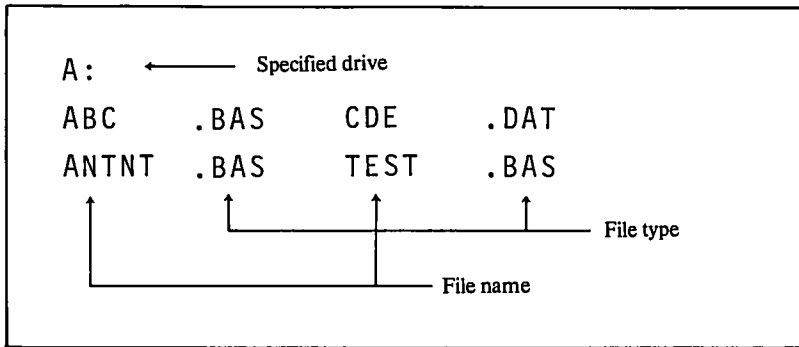 A: Specified drive
ABC .BAS CDE .DAT
ANTNT .BAS TEST .BAS
File type
File name